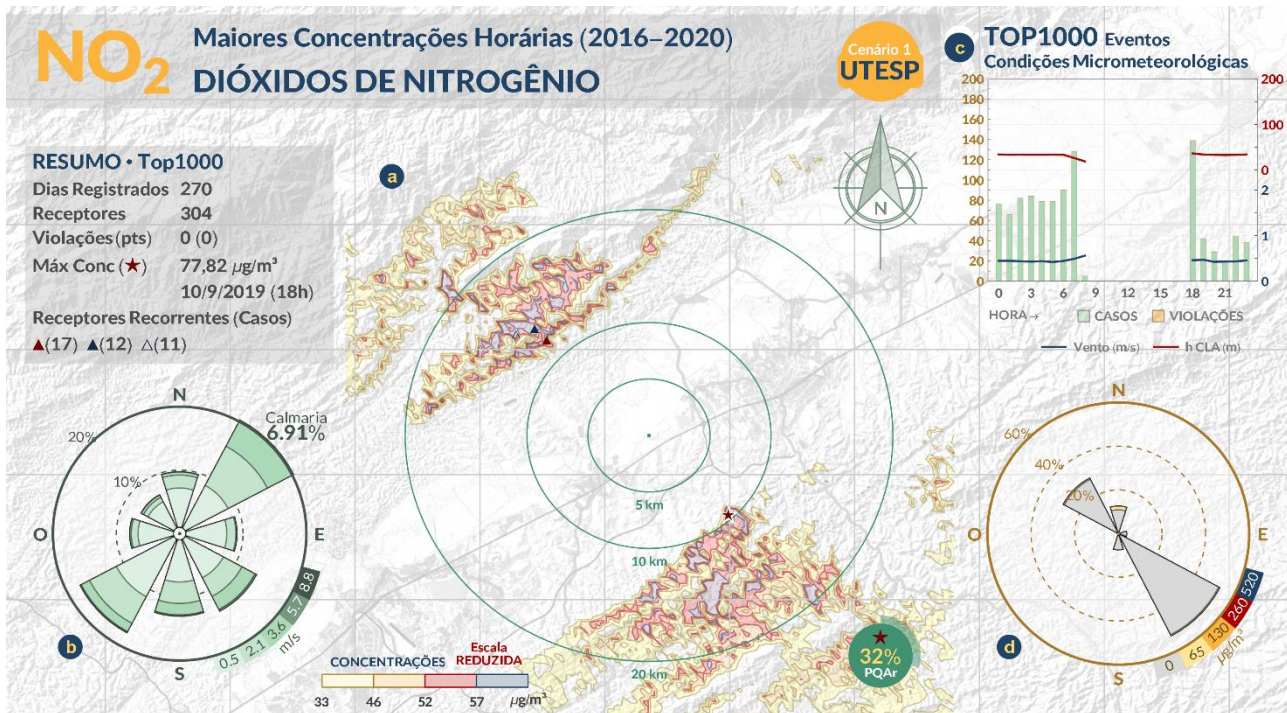 NO2
Maiores Concentrações Horárias (2016–2020)
DIÓXIDOS DE NITROGÊNIO
Cenário 1
UTESP
RESUMO • Top1000
Dias Registrados 270
Receptores 304
Violações (pts) 0 (0)
Máx Conc (★) 77,82 µg/m³
10/9/2019 (18h)
Receptores Recorrentes (Casos)
▲(17) ▲(12) △(11)
a
5 km
10 km
20 km
N
c
TOP1000 Eventos
Condições Micrometeorológicas
200
180
160
140
120
100
80
60
40
20
0
200
100
0
2
1
0
0 3 6 9 12 15 18 21
HORA→ CASOS VIOLAÇÕES
Vento (m/s) h CLA (m)
b
N
Calmaria
6.91%
20%
10%
O
E
S
0.5 2.1 3.6 5.7 8.8
m/s
CONCENTRAÇÕES
Escala
REDUZIDA
33 46 52 57 µg/m³
★
32%
PQAr
d
N
60%
40%
20%
O
E
S
0 65 130 260 520
µg/m³